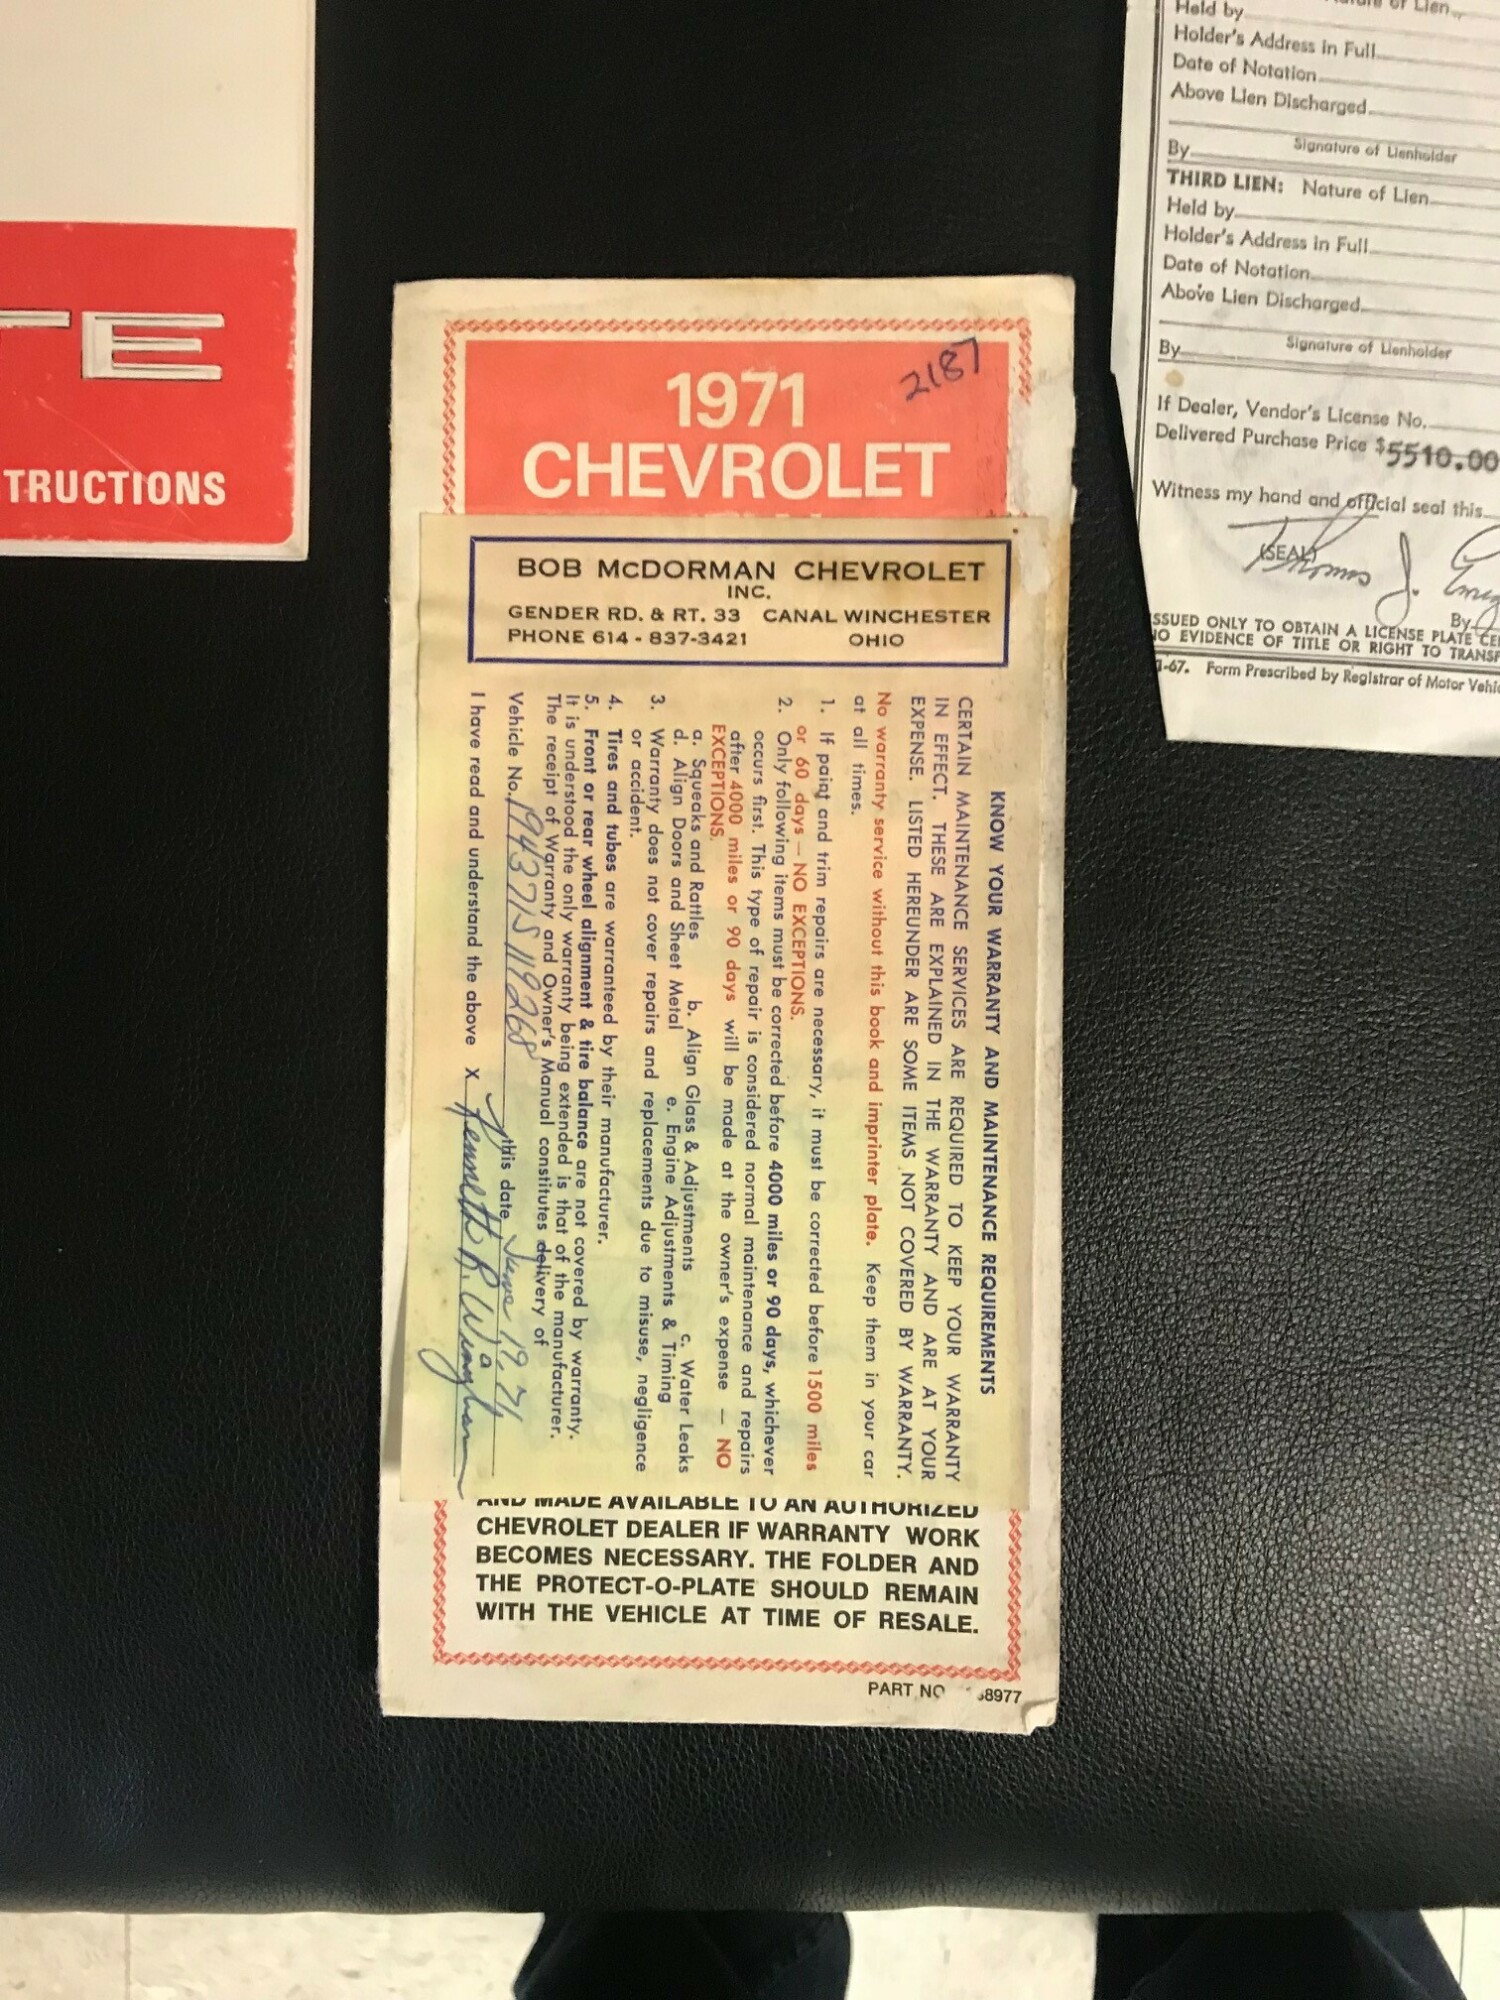 TE
TRUCTIONS
1971
CHEVROLET
2187
BOB McDORMAN CHEVROLET
INC.
GENDER RD. & RT. 33 CANAL WINCHESTER
PHONE 614 - 837-3421 OHIO
KNOW YOUR WARRANTY AND MAINTENANCE REQUIREMENTS
CERTAIN MAINTENANCE SERVICES ARE REQUIRED TO KEEP YOUR WARRANTY
IN EFFECT. THESE ARE EXPLAINED IN THE WARRANTY AND ARE AT YOUR
EXPENSE. LISTED HEREUNDER ARE SOME ITEMS NOT COVERED BY WARRANTY.
No warranty service without this book and imprinter plate. Keep them in your car
at all times.
1. If paint and trim repairs are necessary, it must be corrected before 1500 miles
or 60 days — NO EXCEPTIONS.
2. Only following items must be corrected before 4000 miles or 90 days, whichever
occurs first. This type of repair is considered normal maintenance and repairs
after 4000 miles or 90 days will be made at the owner's expense — NO
EXCEPTIONS.
a. Squeaks and Rattles b. Align Glass & Adjustments c. Water Leaks
d. Align Doors and Sheet Metal e. Engine Adjustments & Timing
3. Warranty does not cover repairs and replacements due to misuse, negligence
or accident.
4. Tires and tubes are warranteed by their manufacturer.
5. Front or rear wheel alignment & tire balance are not covered by warranty.
It is understood the only warranty being extended is that of the manufacturer.
The receipt of Warranty and Owner's Manual constitutes delivery of
Vehicle No. 194371S119268 this date June 19, 71
I have read and understand the above x Kenneth R. Wingham
AND MADE AVAILABLE TO AN AUTHORIZED
CHEVROLET DEALER IF WARRANTY WORK
BECOMES NECESSARY. THE FOLDER AND
THE PROTECT-O-PLATE SHOULD REMAIN
WITH THE VEHICLE AT TIME OF RESALE.
PART NO 8977
of Lien
Held by
Holder's Address in Full
Date of Notation
Above Lien Discharged
By
Signature of Lienholder
THIRD LIEN: Nature of Lien
Held by
Holder's Address in Full
Date of Notation
Above Lien Discharged
By
Signature of Lienholder
If Dealer, Vendor's License No.
Delivered Purchase Price $5510.00
Witness my hand and official seal this
(SEAL) Thomas J.
By
SSUED ONLY TO OBTAIN A LICENSE PLATE CE
O EVIDENCE OF TITLE OR RIGHT TO TRANSF
1-67. Form Prescribed by Registrar of Motor Vehic